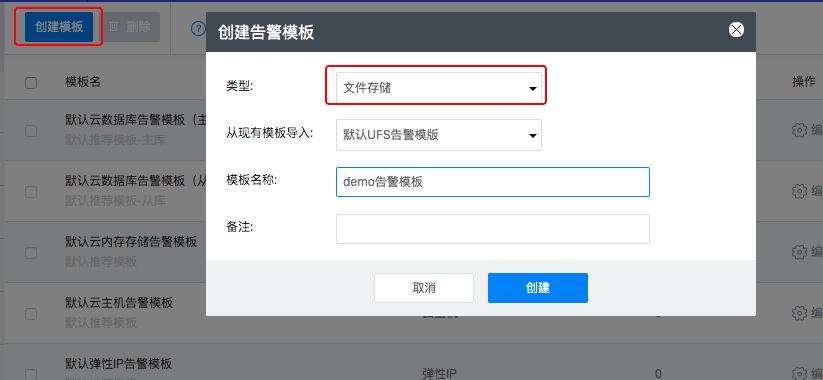 创建模板
删除
?
创建告警模板
模板名
操作
类型:
文件存储
默认云数据库告警模板（主
默认推荐模板-主库
编
从现有模板导入:
默认UFS告警模版
模板名称:
demo告警模板
默认云数据库告警模板（从
默认推荐模板-从库
编
备注:
默认云内存存储告警模板
默认推荐模板
编
取消
创建
默认云主机告警模板
默认推荐模板
编
默认弹性IP告警模板
弹性IP
0
编